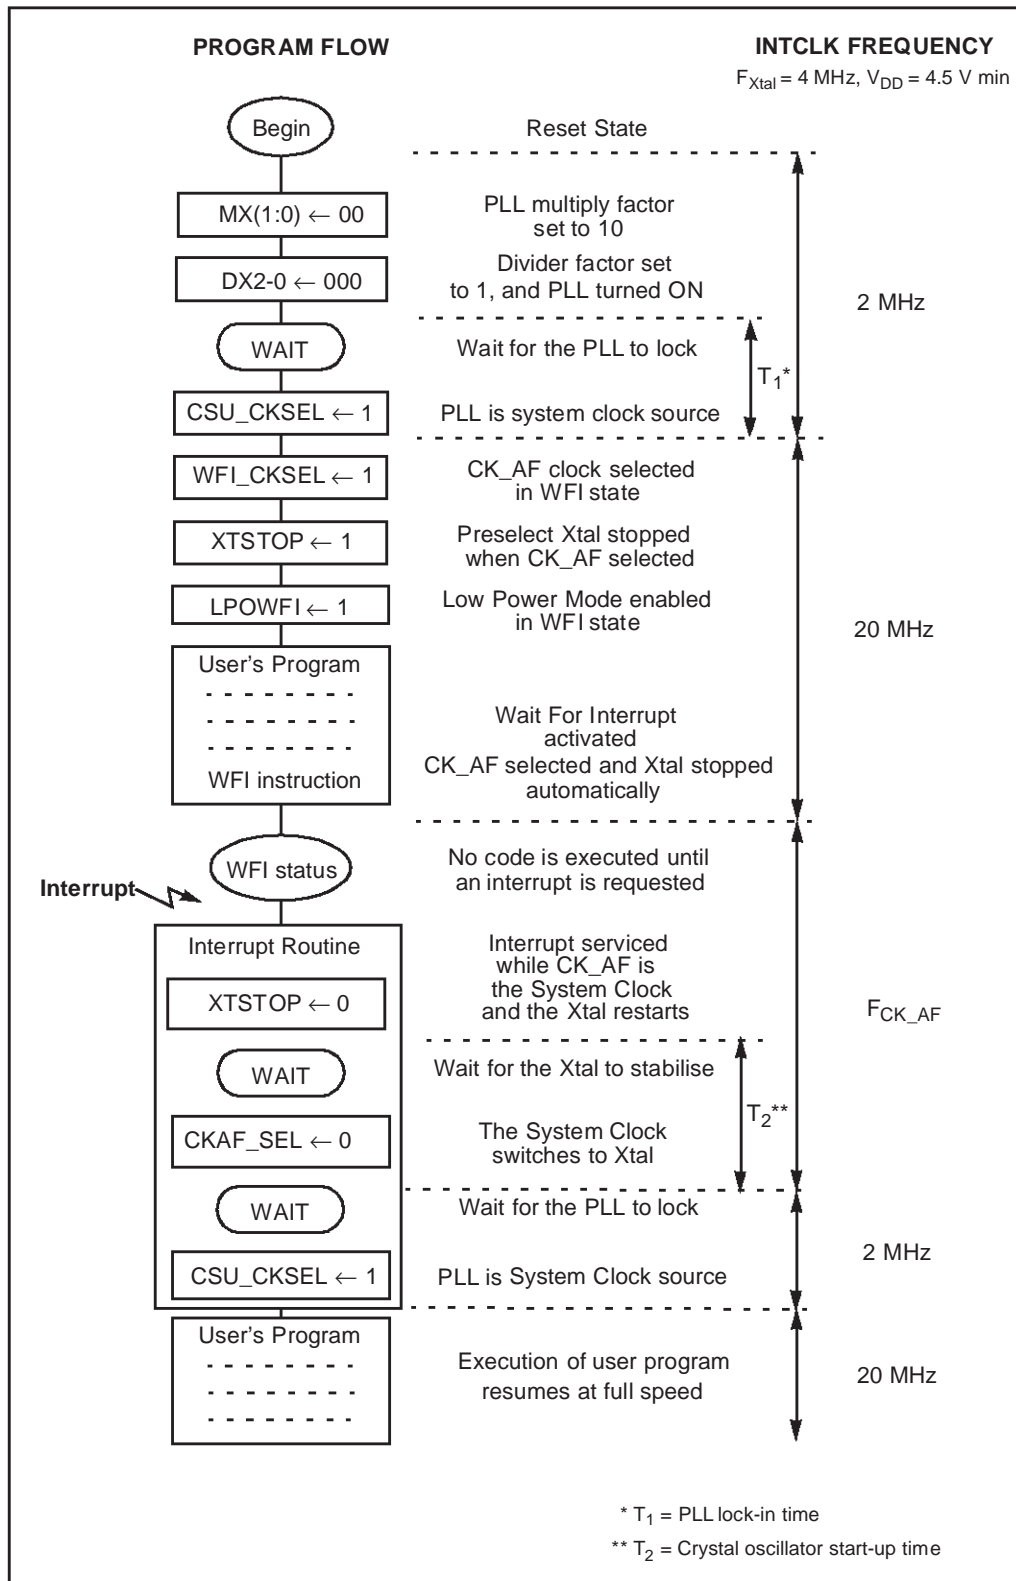 PROGRAM FLOW
INTCLK FREQUENCY
F_Xtal = 4 MHz, V_DD = 4.5 V min
Begin
Reset State
MX(1:0) ← 00
PLL multiply factor
set to 10
DX2-0 ← 000
Divider factor set
to 1, and PLL turned ON
2 MHz
WAIT
Wait for the PLL to lock
T_1*
CSU_CKSEL ← 1
PLL is system clock source
WFI_CKSEL ← 1
CK_AF clock selected
in WFI state
XTSTOP ← 1
Preselect Xtal stopped
when CK_AF selected
LPOWFI ← 1
Low Power Mode enabled
in WFI state
20 MHz
User's Program
Wait For Interrupt
activated
CK_AF selected and Xtal stopped
automatically
WFI instruction
WFI status
No code is executed until
an interrupt is requested
Interrupt
Interrupt Routine
Interrupt serviced
while CK_AF is
the System Clock
and the Xtal restarts
XTSTOP ← 0
F_CK_AF
WAIT
Wait for the Xtal to stabilise
T_2**
CKAF_SEL ← 0
The System Clock
switches to Xtal
WAIT
Wait for the PLL to lock
2 MHz
CSU_CKSEL ← 1
PLL is System Clock source
User's Program
Execution of user program
resumes at full speed
20 MHz
* T_1 = PLL lock-in time
** T_2 = Crystal oscillator start-up time